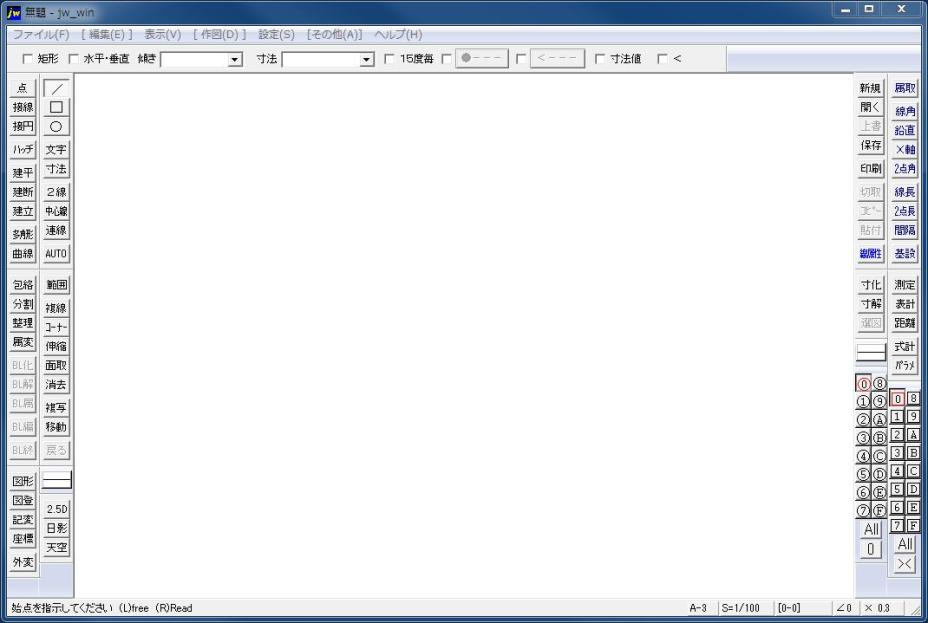 jw 無題 - jw_win
ファイル(F) [ 編集(E) ] 表示(V) [ 作図(D) ] 設定(S) [その他(A)] ヘルプ(H)
矩形 水平・垂直 傾き 寸法 15度毎 ●--- <--- 寸法値 <
点
接線
接円
ハッチ
建平
建断
建立
多角形
曲線
包絡
分割
整理
属変
BL化
BL解
BL属
BL編
BL終
図形
図登
記変
座標
外変
/
□
○
文字
寸法
2線
中心線
連線
AUTO
範囲
複線
コーナー
伸縮
面取
消去
複写
移動
戻る
2.5D
日影
天空
新規
開く
上書
保存
印刷
切取
コピー
貼付
線属性
寸化
寸解
選図
0 8
1 9
2 A
3 B
4 C
5 D
6 E
7 F
All
0
属取
線角
鉛直
X軸
2点角
線長
2点長
間隔
基設
測定
表計
距離
式計
パラメ
0 8
1 9
2 A
3 B
4 C
5 D
6 E
7 F
All
×
始点を指示してください (L)free (R)Read A-3 S=1/100 [0-0] ∠0 × 0.3